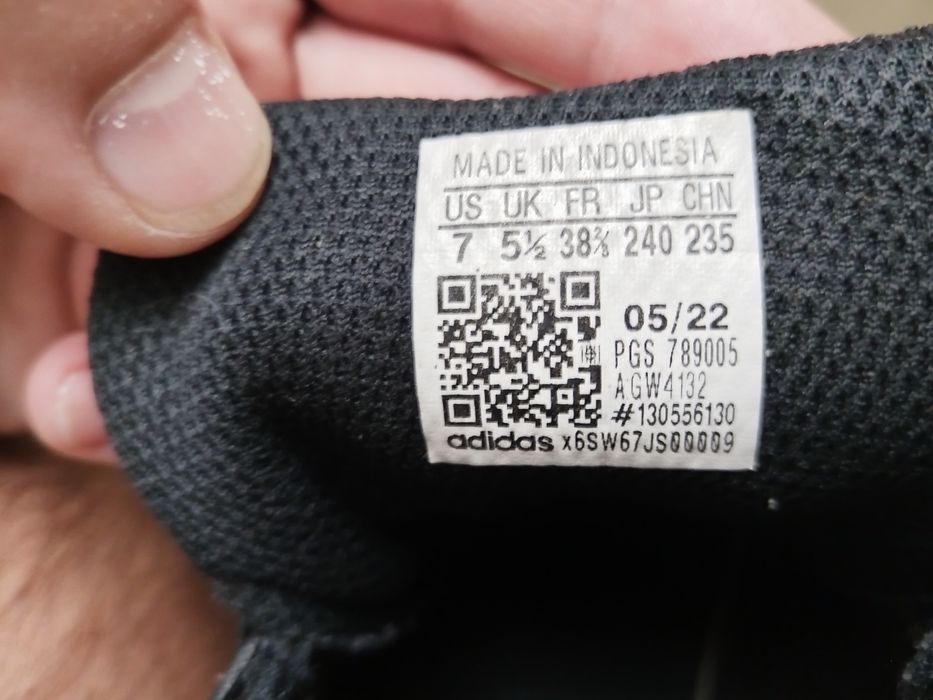 MADE IN INDONESIA
US UK FR JP CHN
7 5½ 38⅔ 240 235
05/22
PGS 789005
AGW4132
#130556130
adidas x6SW67JS00009